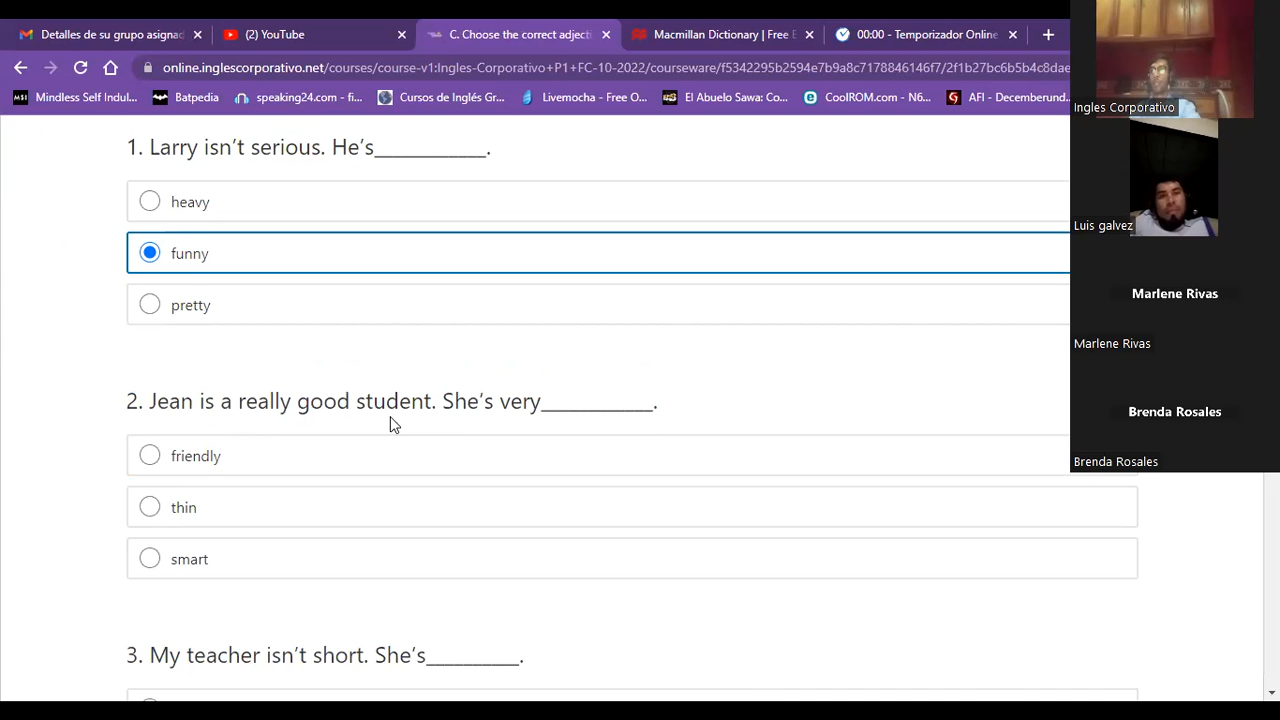 Detalles de su grupo asignac
(2) YouTube
C. Choose the correct adjecti
Macmillan Dictionary | Free E
00:00 - Temporizador Online
online.inglescorporativo.net/courses/course-v1:Ingles-Corporativo+P1+FC-10-2022/courseware/f5342295b2594e7b9a8c7178846146f7/2f1b27bc6b5b4c8dae
Mindless Self Indul...
Batpedia
speaking24.com - fi...
Cursos de Inglés Gr...
Livemocha - Free O...
El Abuelo Sawa: Co...
CoolROM.com - N6...
AFI - Decemberund...
Ingles Corporativo
Luis galvez
Marlene Rivas
Marlene Rivas
Brenda Rosales
Brenda Rosales
1. Larry isn't serious. He's____________.
heavy
funny
pretty
2. Jean is a really good student. She's very____________.
friendly
thin
smart
3. My teacher isn't short. She's__________.